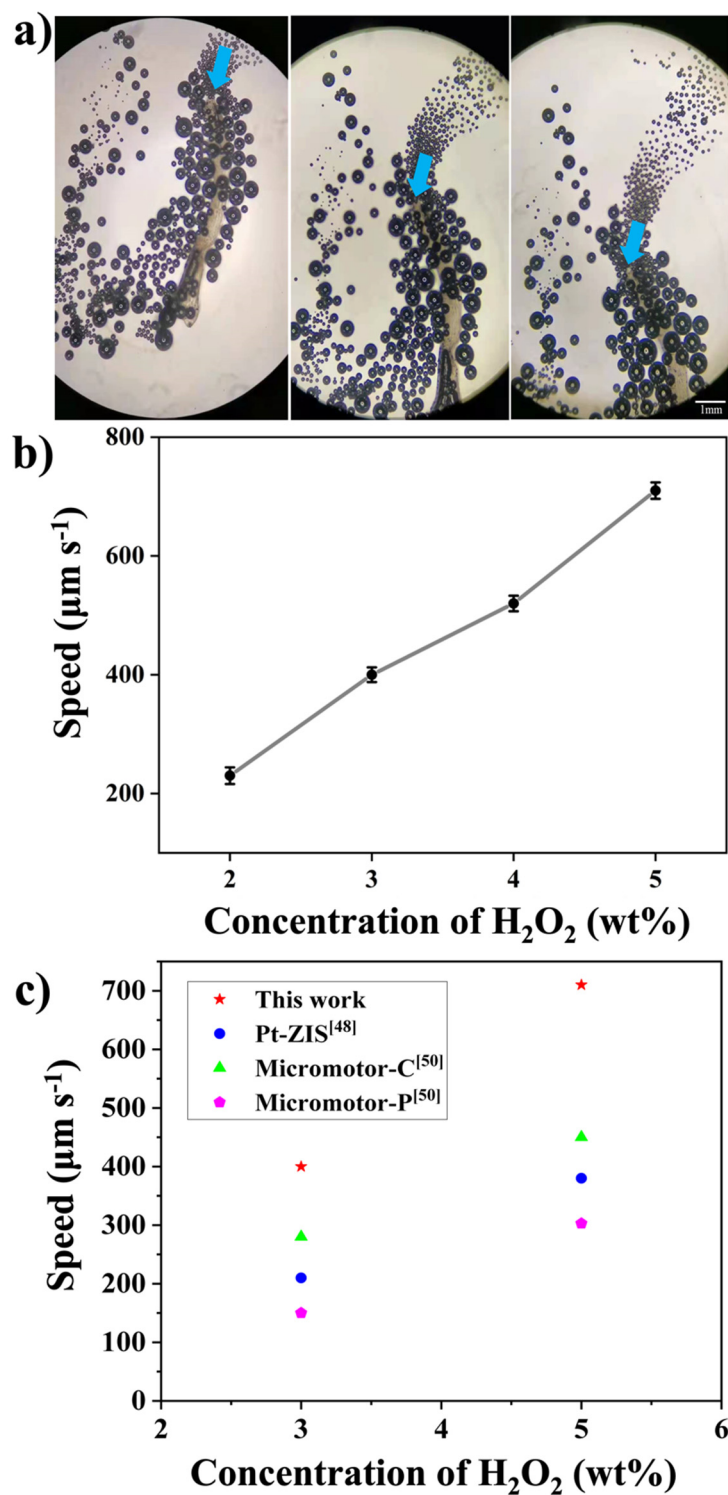 a)
1mm
b)
800
600
400
200
Speed (μm s⁻¹)
2 3 4 5
Concentration of H₂O₂ (wt%)
c)
700
600
500
400
300
200
100
0
Speed (μm s⁻¹)
This work
Pt-ZIS[48]
Micromotor-C[50]
Micromotor-P[50]
2 3 4 5 6
Concentration of H₂O₂ (wt%)